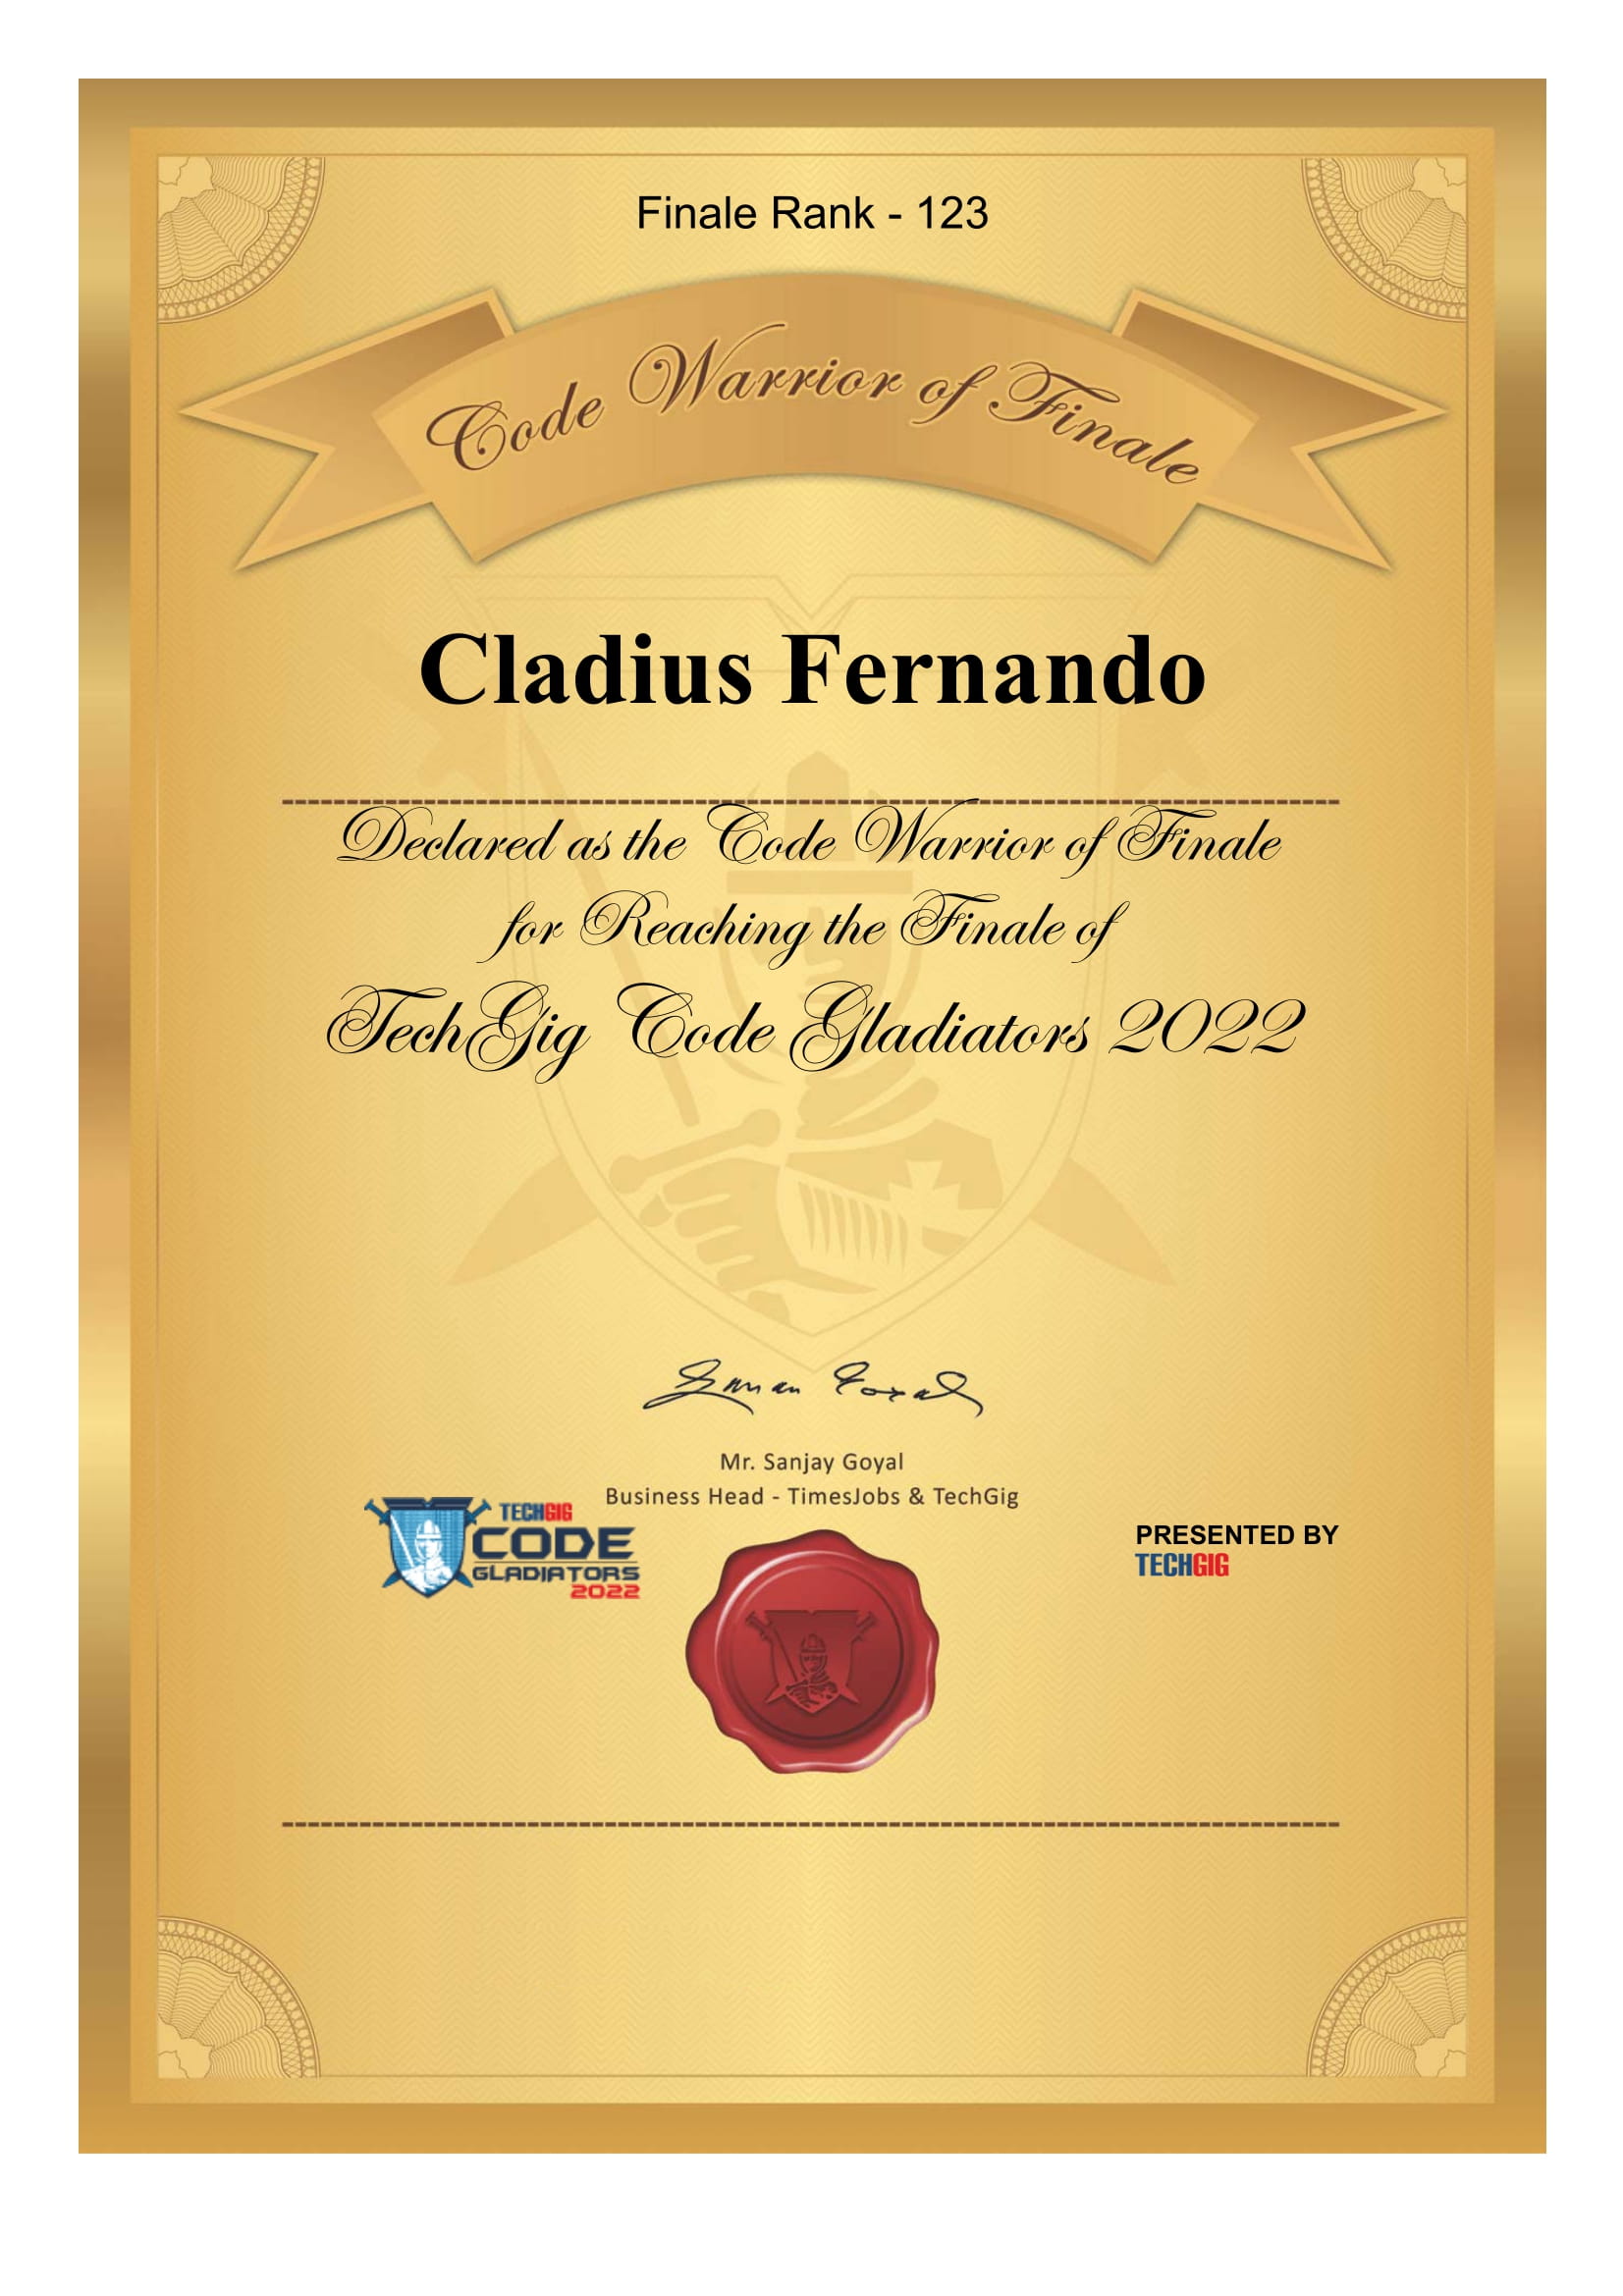 Finale Rank - 123
Code Warrior of Finale
Cladius Fernando
Declared as the Code Warrior of Finale
for Reaching the Finale of
TechGig Code Gladiators 2022
Mr. Sanjay Goyal
Business Head - TimesJobs & TechGig
TECHGIG
CODE
GLADIATORS
2022
PRESENTED BY
TECHGIG